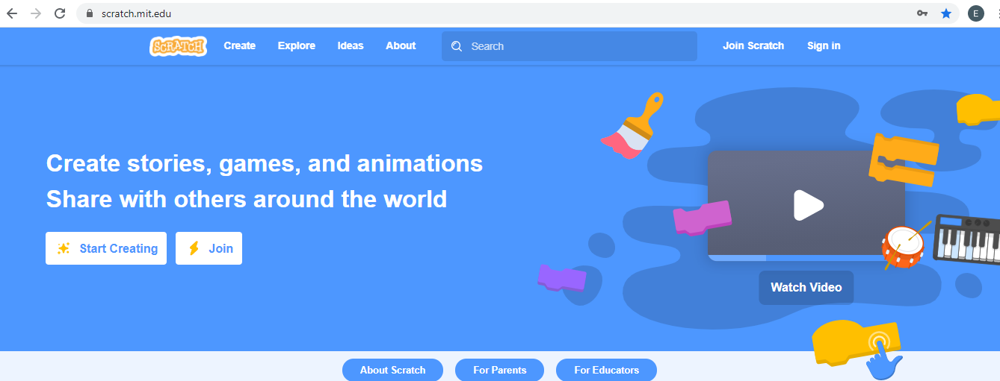 scratch.mit.edu
E
SCRATCH Create Explore Ideas About Search Join Scratch Sign in
Create stories, games, and animations
Share with others around the world
Start Creating Join
Watch Video
About Scratch For Parents For Educators